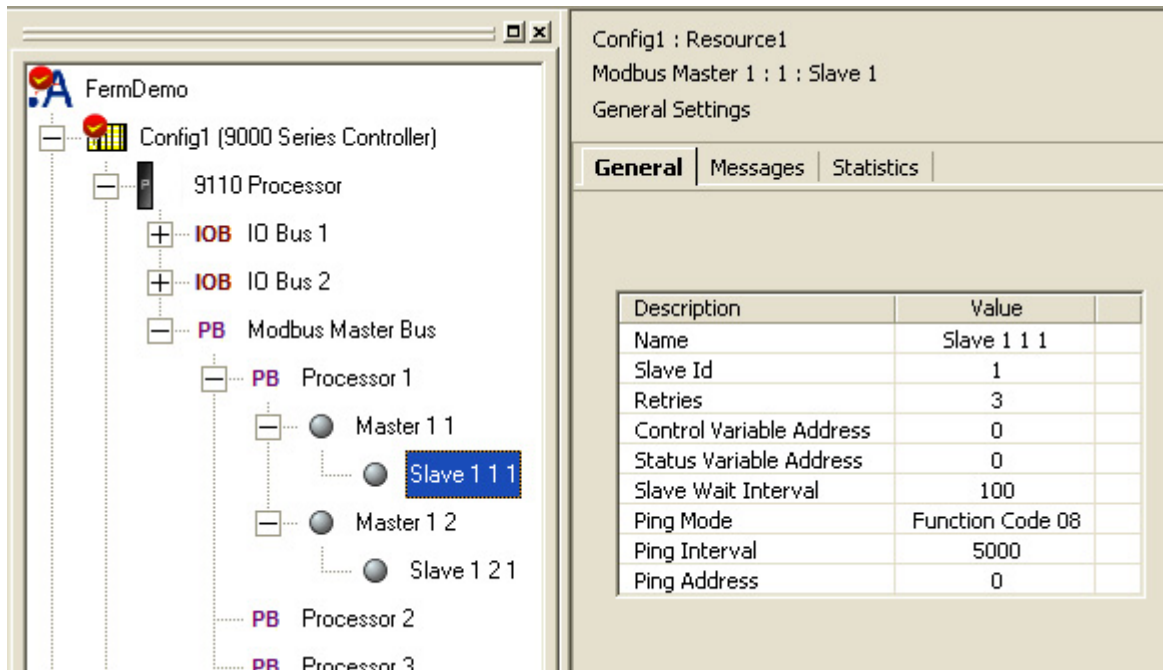 FermDemo
Config1 (9000 Series Controller)
P
9110 Processor
IOB IO Bus 1
IOB IO Bus 2
PB Modbus Master Bus
PB Processor 1
Master 1 1
Slave 1 1 1
Master 1 2
Slave 1 2 1
PB Processor 2
PB Processor 3
Config1 : Resource1
Modbus Master 1 : 1 : Slave 1
General Settings
General Messages Statistics
Description Value
Name Slave 1 1 1
Slave Id 1
Retries 3
Control Variable Address 0
Status Variable Address 0
Slave Wait Interval 100
Ping Mode Function Code 08
Ping Interval 5000
Ping Address 0